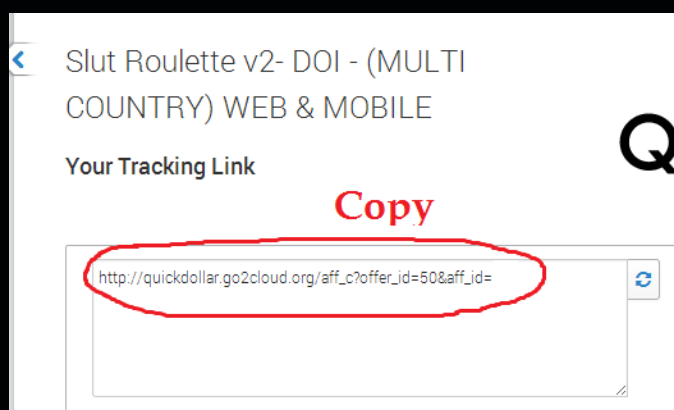 Slut Roulette v2- DOI - (MULTI
COUNTRY) WEB & MOBILE
Q
Your Tracking Link
Copy
http://quickdollar.go2cloud.org/aff_c?offer_id=50&aff_id=